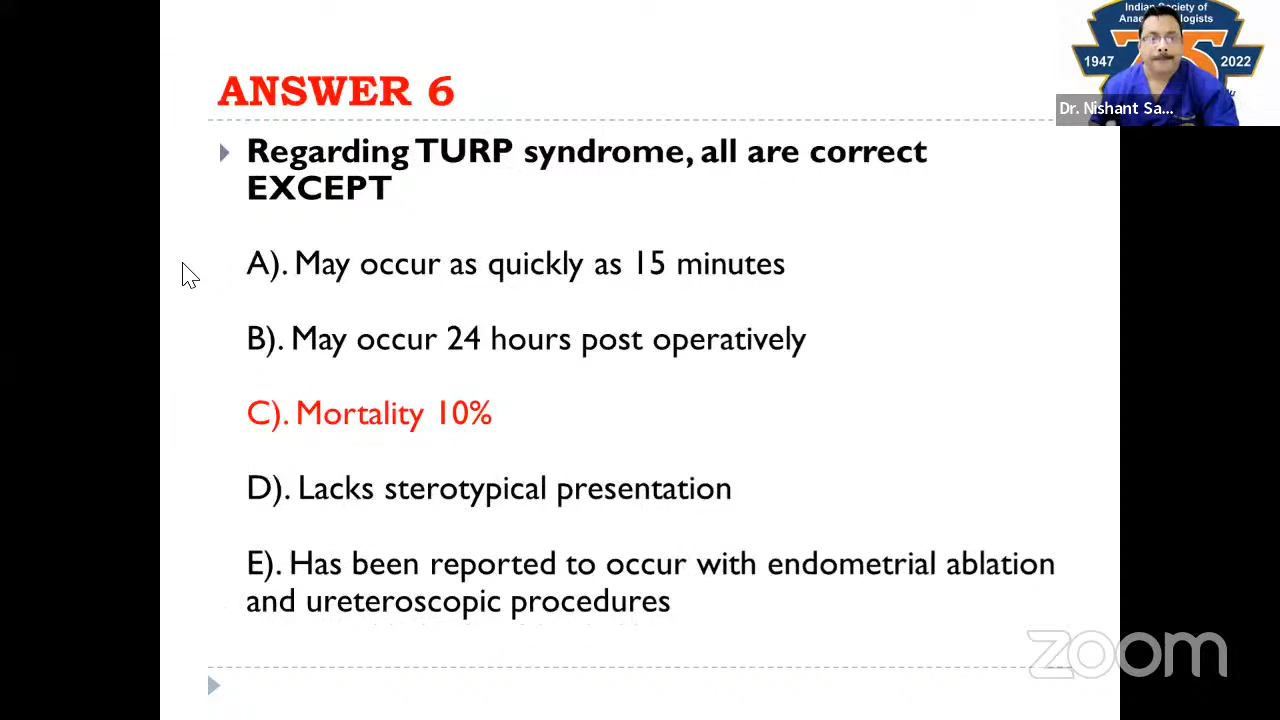 Indian Society of
Anaesthesiologists
1947
2022
Dr. Nishant Sa...
ANSWER 6
Regarding TURP syndrome, all are correct
EXCEPT
A). May occur as quickly as 15 minutes
B). May occur 24 hours post operatively
C). Mortality 10%
D). Lacks sterotypical presentation
E). Has been reported to occur with endometrial ablation
and ureteroscopic procedures
zoom